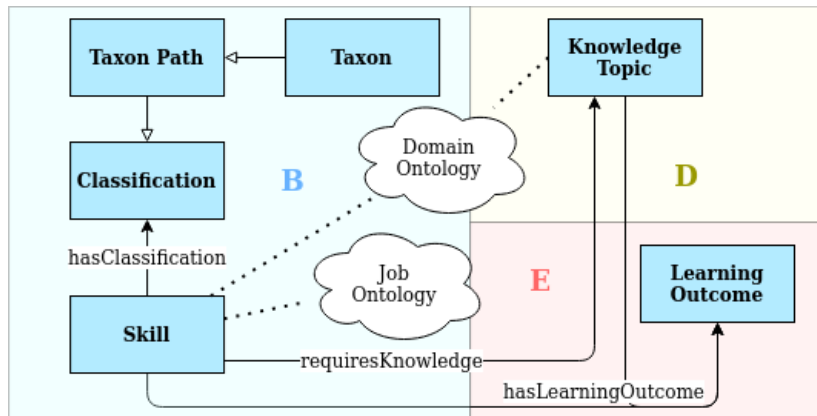 Taxon Path
Taxon
Knowledge
Topic
Domain
Ontology
Classification
B
D
hasClassification
Job
Ontology
E
Learning
Outcome
Skill
requiresKnowledge
hasLearningOutcome